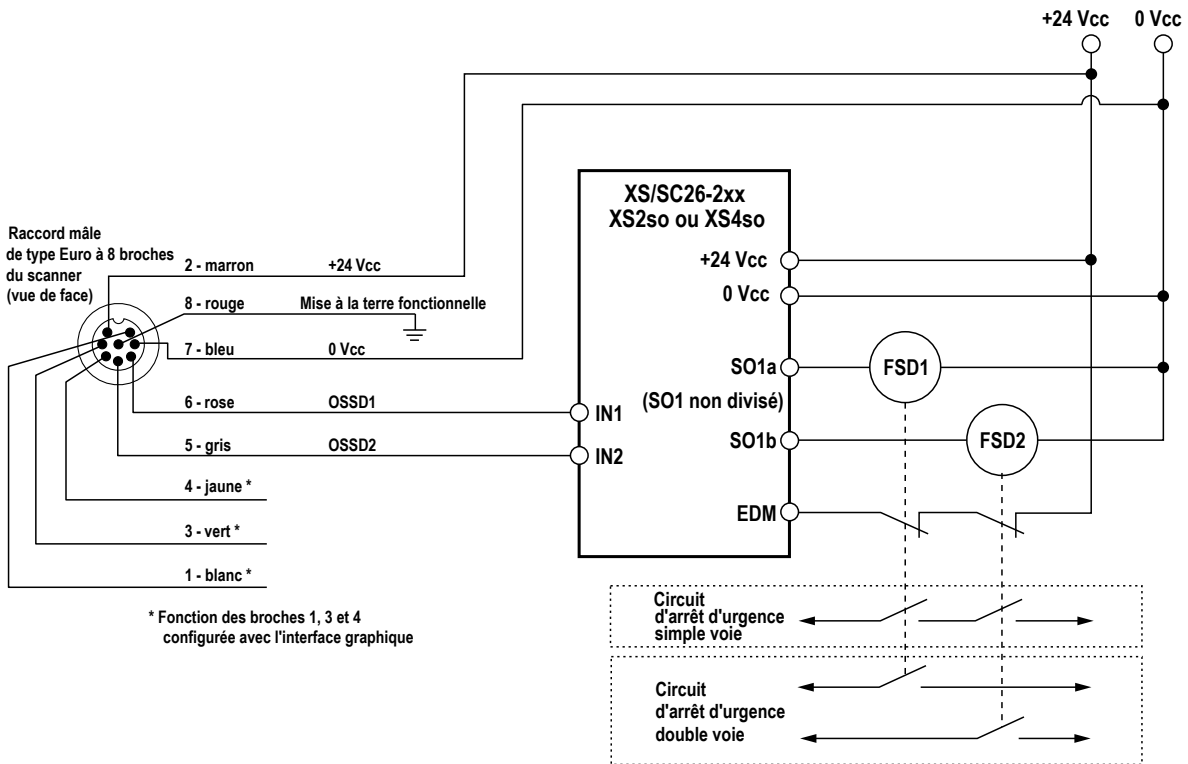 +24 Vcc
0 Vcc
XS/SC26-2xx
XS2so ou XS4so
Raccord mâle
de type Euro à 8 broches
du scanner
(vue de face)
2 - marron
+24 Vcc
+24 Vcc
8 - rouge
Mise à la terre fonctionnelle
0 Vcc
7 - bleu
0 Vcc
SO1a
FSD1
6 - rose
OSSD1
IN1
(SO1 non divisé)
5 - gris
OSSD2
IN2
SO1b
FSD2
4 - jaune *
EDM
3 - vert *
1 - blanc *
* Fonction des broches 1, 3 et 4
configurée avec l'interface graphique
Circuit
d'arrêt d'urgence
simple voie
Circuit
d'arrêt d'urgence
double voie